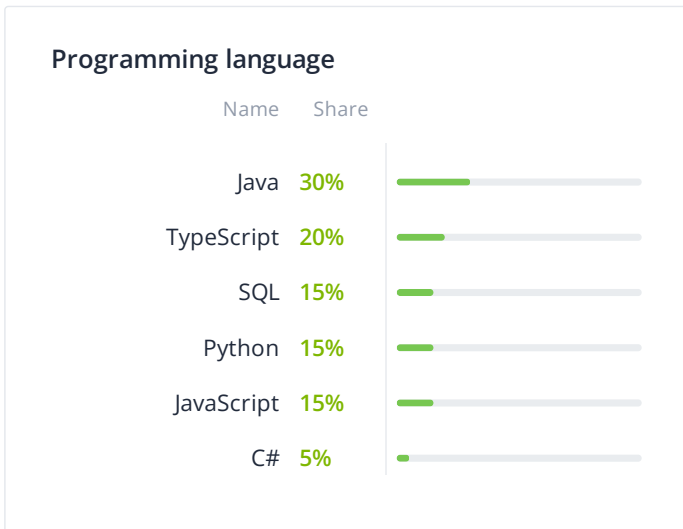 Programming language
Name Share
Java 30%
TypeScript 20%
SQL 15%
Python 15%
JavaScript 15%
C# 5%